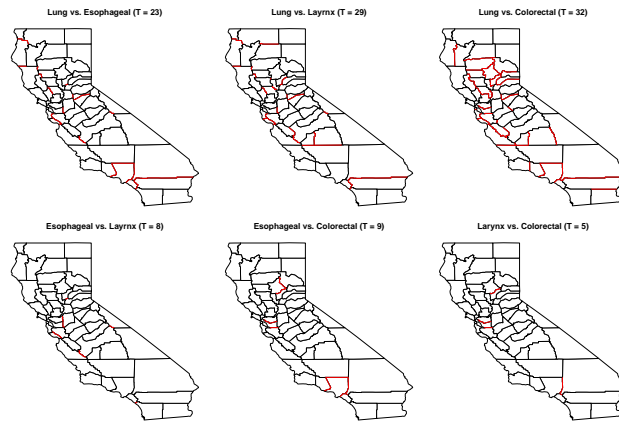 Lung vs. Esophageal (T = 23)
Lung vs. Layrnx (T = 29)
Lung vs. Colorectal (T = 32)
Esophageal vs. Layrnx (T = 8)
Esophageal vs. Colorectal (T = 9)
Larynx vs. Colorectal (T = 5)